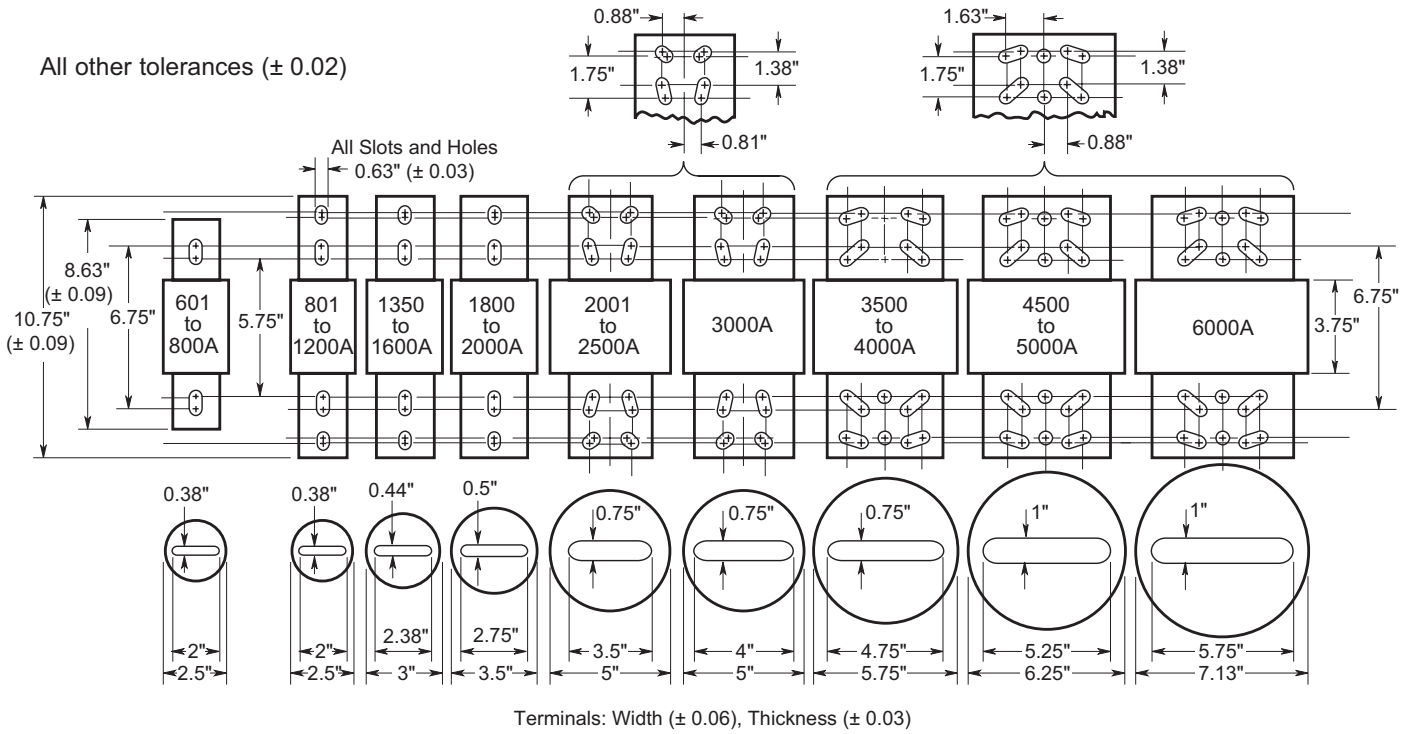 0.88"
1.63"
All other tolerances (± 0.02)
1.75"
1.38"
1.75"
1.38"
0.81"
0.88"
All Slots and Holes
0.63" (± 0.03)
8.63"
(± 0.09)
10.75"
(± 0.09)
6.75"
601
to
800A
5.75"
801
to
1200A
1350
to
1600A
1800
to
2000A
2001
to
2500A
3000A
3500
to
4000A
4500
to
5000A
6000A
6.75"
3.75"
0.38"
0.38"
0.44"
0.5"
0.75"
0.75"
0.75"
1"
1"
2"
2"
2.38"
2.75"
3.5"
4"
4.75"
5.25"
5.75"
2.5"
2.5"
3"
3.5"
5"
5"
5.75"
6.25"
7.13"
Terminals: Width (± 0.06), Thickness (± 0.03)